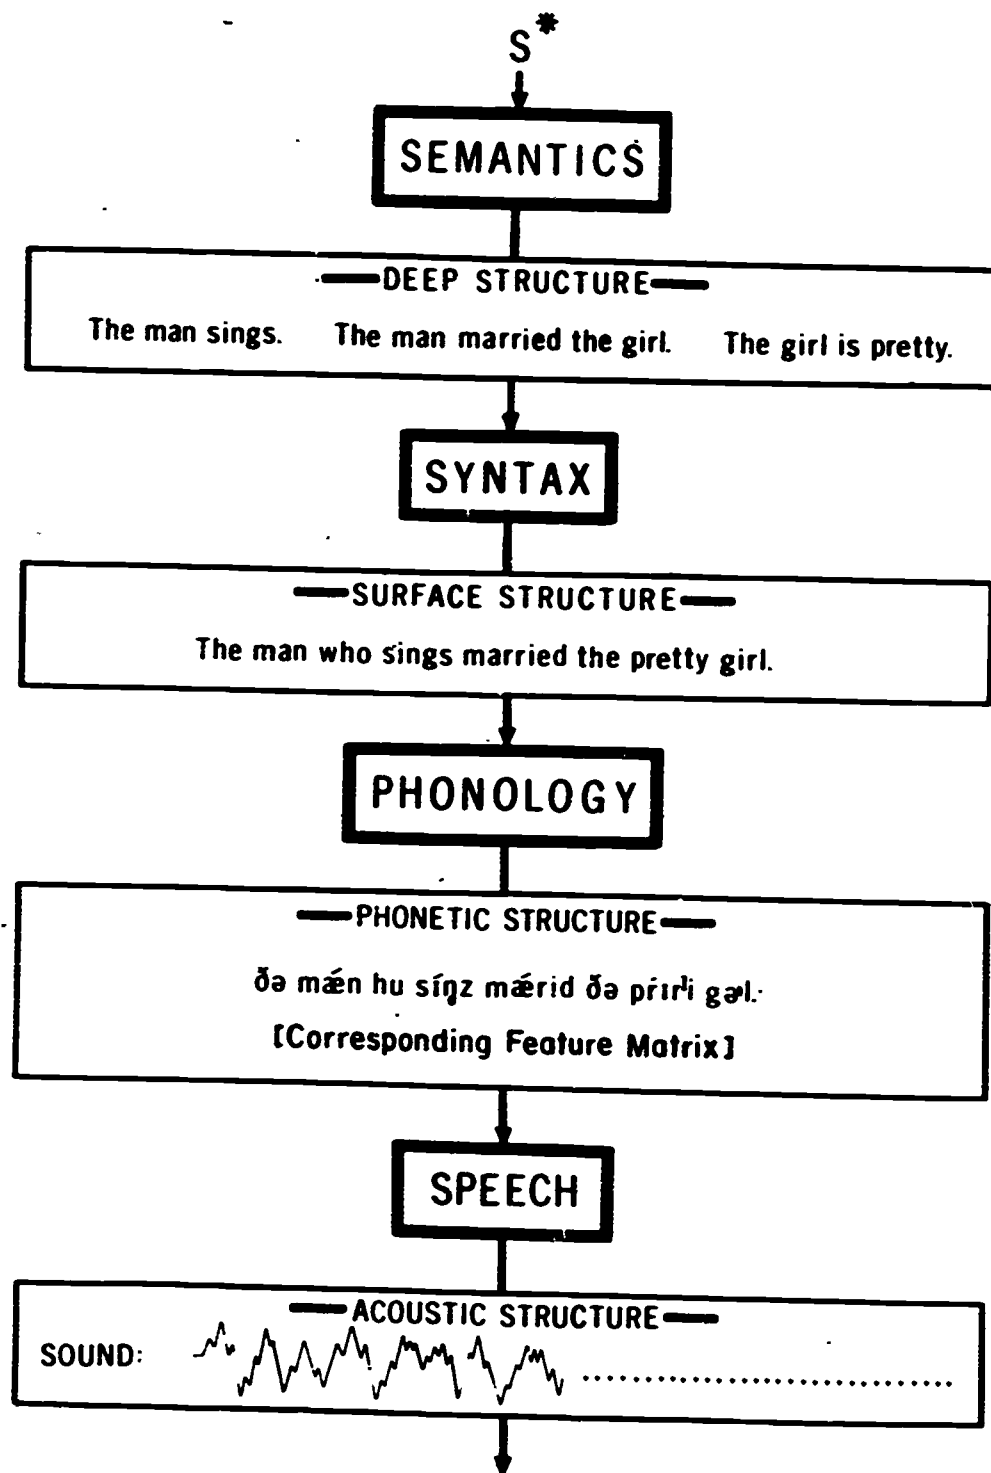 S*
SEMANTICS
DEEP STRUCTURE
The man sings. The man married the girl. The girl is pretty.
SYNTAX
SURFACE STRUCTURE
The man who sings married the pretty girl.
PHONOLOGY
PHONETIC STRUCTURE
ðə mǽn hu síŋz mǽrid ðə
[Corresponding Feature Matrix]
SPEECH
ACOUSTIC STRUCTURE
SOUND: